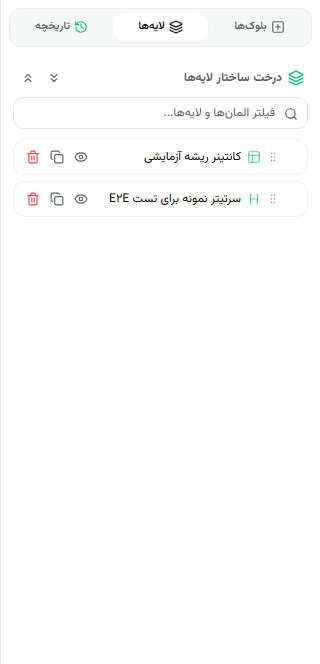 بلوک‌ها
لایه‌ها
تاریخچه
درخت ساختار لایه‌ها
فیلتر المان‌ها و لایه‌ها...
کانتینر ریشه آزمایشی
سرتیتر نمونه برای تست E۲E